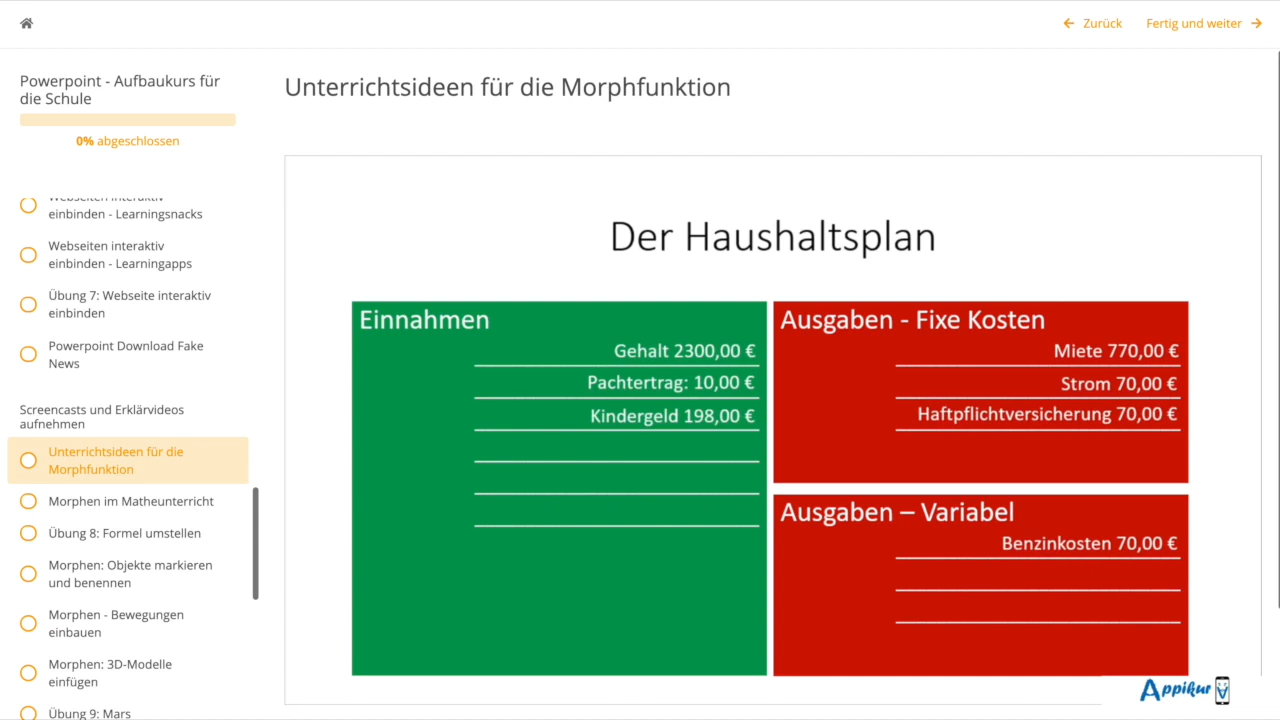 Zurück
Fertig und weiter
Powerpoint - Aufbaukurs für
die Schule
0% abgeschlossen
Webseiten interaktiv
einbinden - Learningsnacks
Webseiten interaktiv
einbinden - Learningapps
Übung 7: Webseite interaktiv
einbinden
Powerpoint Download Fake
News
Screencasts und Erklärvideos
aufnehmen
Unterrichtsideen für die
Morphfunktion
Morphen im Matheunterricht
Übung 8: Formel umstellen
Morphen: Objekte markieren
und benennen
Morphen - Bewegungen
einbauen
Morphen: 3D-Modelle
einfügen
Übung 9: Mars
Unterrichtsideen für die Morphfunktion
Der Haushaltsplan
Einnahmen
Gehalt 2300,00 €
Pachtertrag: 10,00 €
Kindergeld 198,00 €
Ausgaben - Fixe Kosten
Miete 770,00 €
Strom 70,00 €
Haftpflichtversicherung 70,00 €
Ausgaben – Variabel
Benzinkosten 70,00 €
Appikur